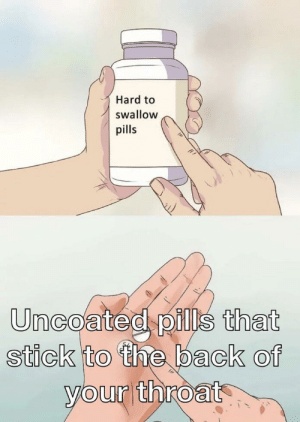 Hard to
swallow
pills
Uncoated pills that
stick to the back of
your throat